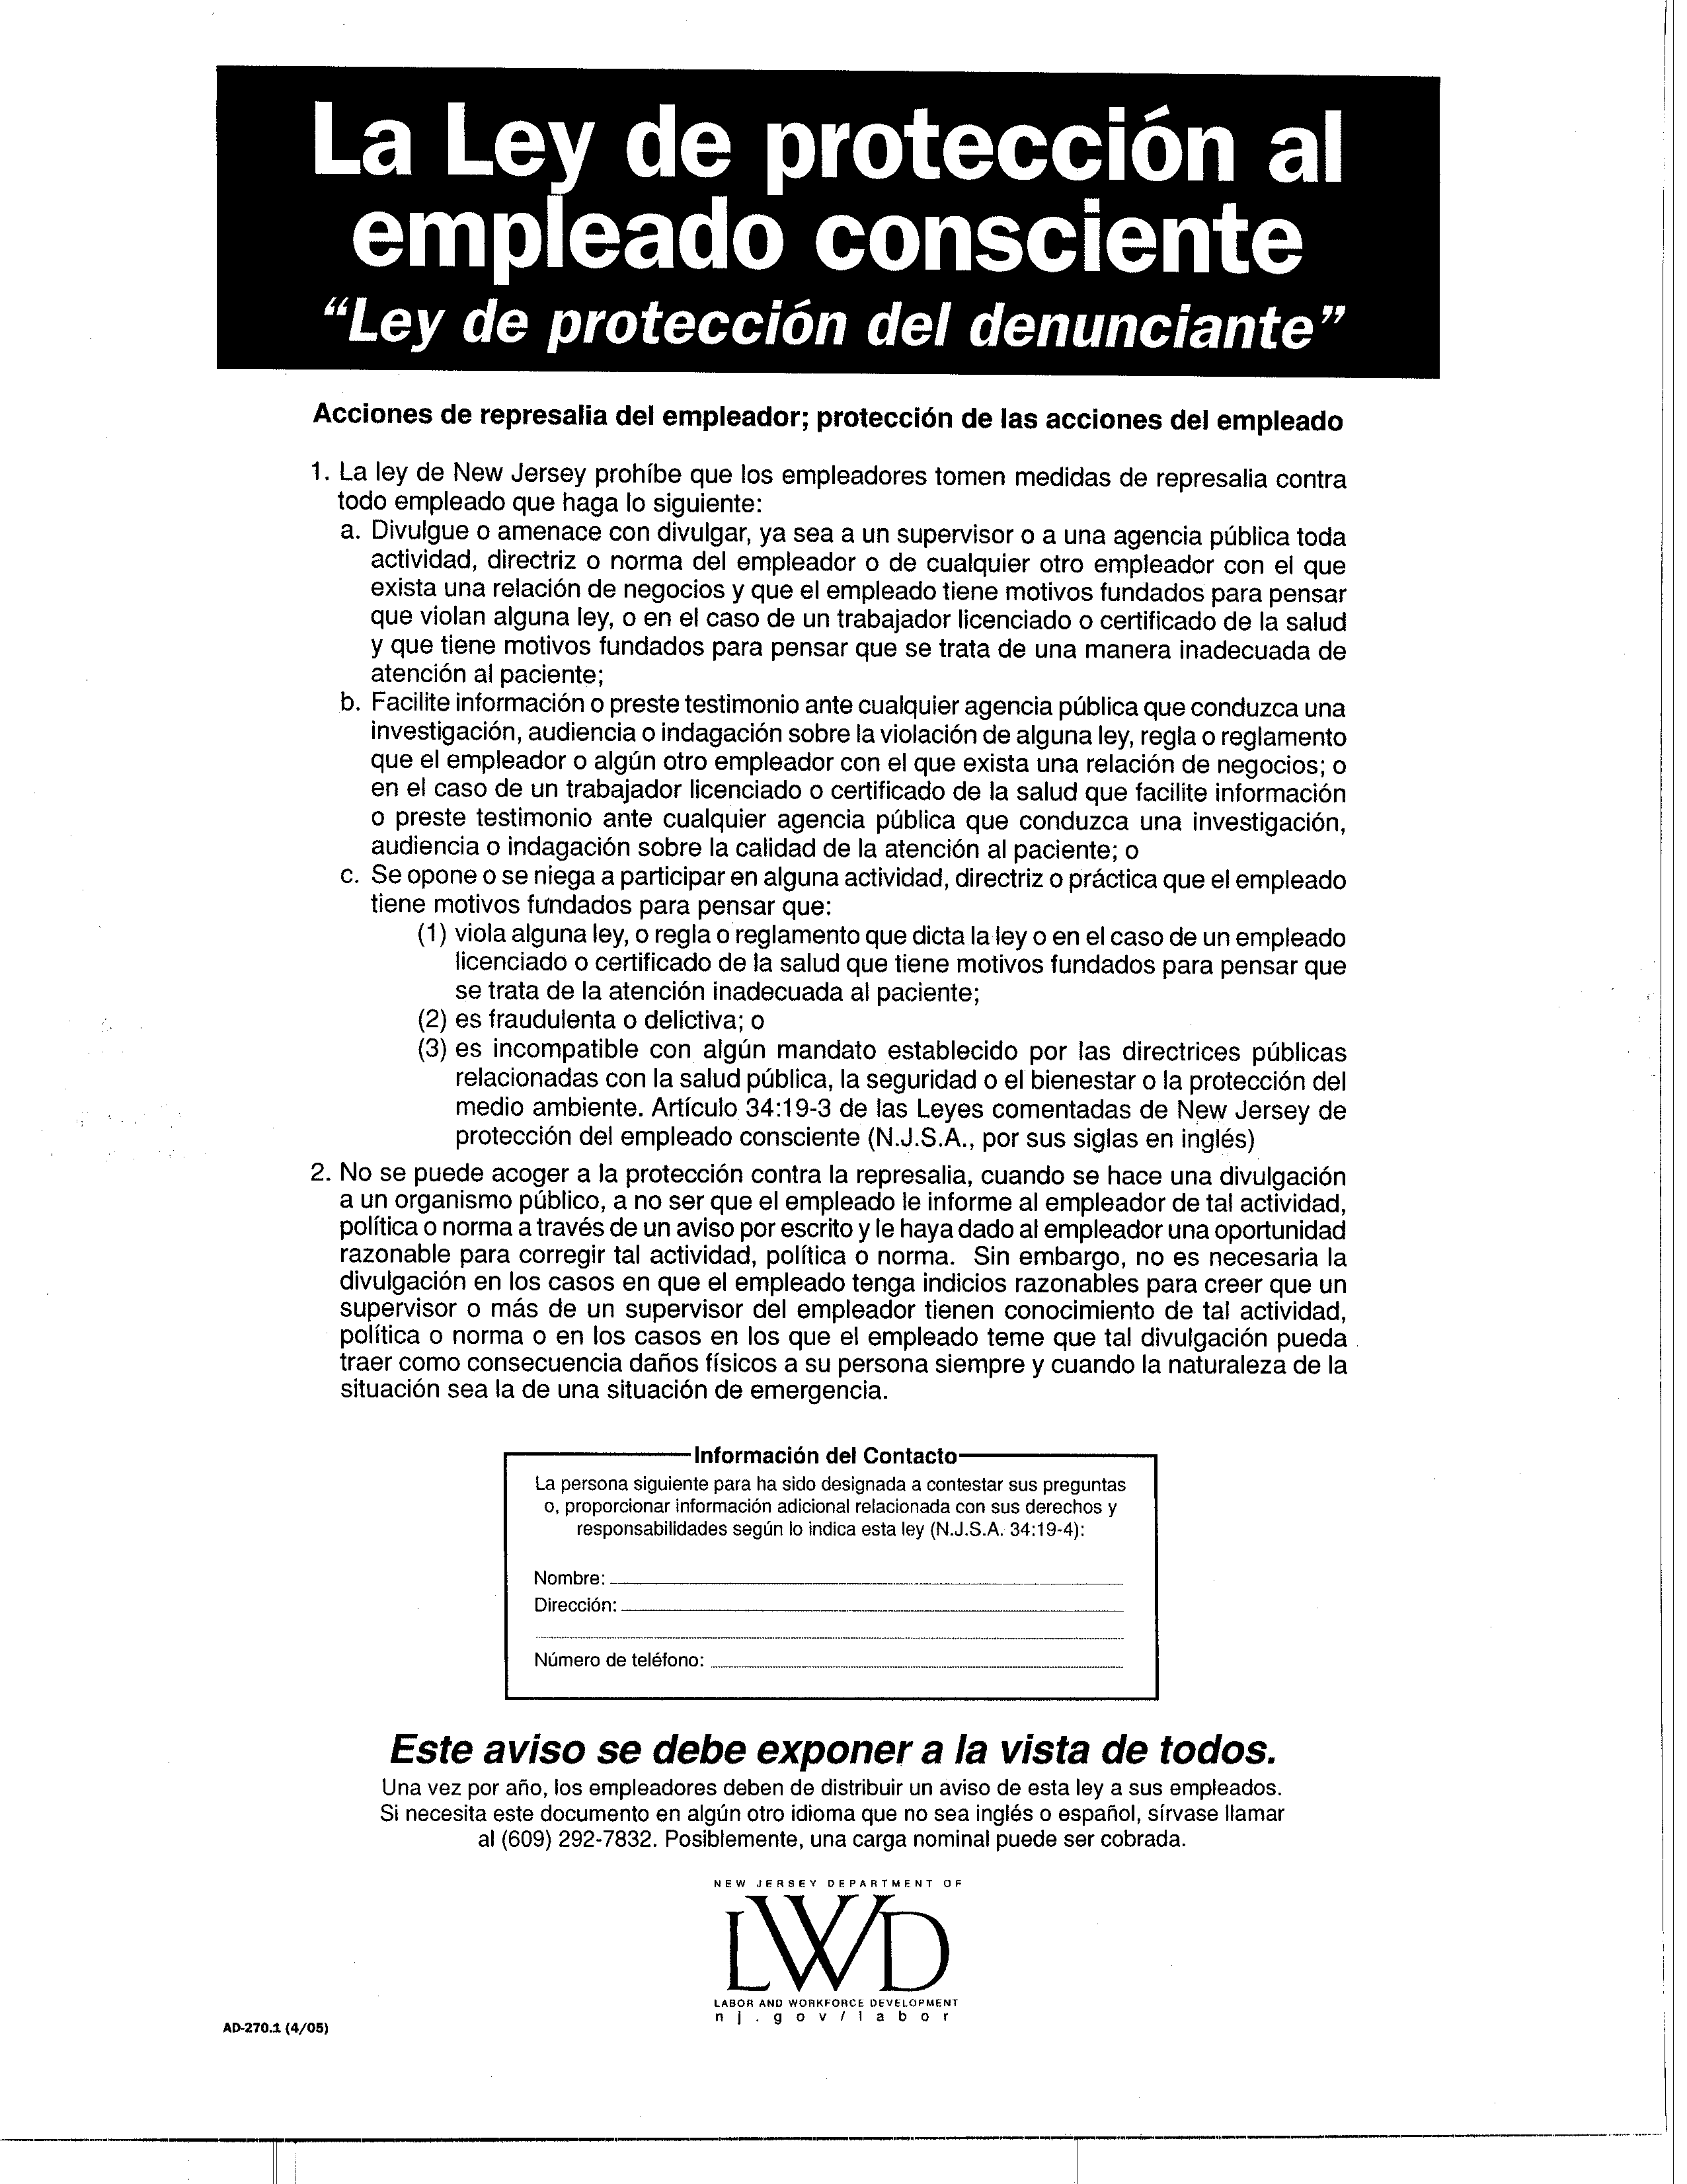 La Ley de protección al
empleado consciente
“Ley de protección del denunciante”
Acciones de represalia del empleador; protección de las acciones del empleado
1. La ley de New Jersey prohíbe que los empleadores tomen medidas de represalia contra
todo empleado que haga lo siguiente:
a. Divulgue o amenace con divulgar, ya sea a un supervisor o a una agencia pública toda
actividad, directriz o norma del empleador o de cualquier otro empleador con el que
exista una relación de negocios y que el empleado tiene motivos fundados para pensar
que violan alguna ley, o en el caso de un trabajador licenciado o certificado de la salud
y que tiene motivos fundados para pensar que se trata de una manera inadecuada de
atención al paciente;
b. Facilite información o preste testimonio ante cualquier agencia pública que conduzca una
investigación, audiencia o indagación sobre la violación de alguna ley, regla o reglamento
que el empleador o algún otro empleador con el que exista una relación de negocios; o
en el caso de un trabajador licenciado o certificado de la salud que facilite información
o preste testimonio ante cualquier agencia pública que conduzca una investigación,
audiencia o indagación sobre la calidad de la atención al paciente; o
c. Se opone o se niega a participar en alguna actividad, directriz o práctica que el empleado
tiene motivos fundados para pensar que:
(1) viola alguna ley, o regla o reglamento que dicta la ley o en el caso de un empleado
licenciado o certificado de la salud que tiene motivos fundados para pensar que
se trata de la atención inadecuada al paciente;
(2) es fraudulenta o delictiva; o
(3) es incompatible con algún mandato establecido por las directrices públicas
relacionadas con la salud pública, la seguridad o el bienestar o la protección del
medio ambiente. Artículo 34:19-3 de las Leyes comentadas de New Jersey de
protección del empleado consciente (N.J.S.A., por sus siglas en inglés)
2. No se puede acoger a la protección contra la represalia, cuando se hace una divulgación
a un organismo público, a no ser que el empleado le informe al empleador de tal actividad,
política o norma a través de un aviso por escrito y le haya dado al empleador una oportunidad
razonable para corregir tal actividad, política o norma. Sin embargo, no es necesaria la
divulgación en los casos en que el empleado tenga indicios razonables para creer que un
supervisor o más de un supervisor del empleador tienen conocimiento de tal actividad,
política o norma o en los casos en los que el empleado teme que tal divulgación pueda
traer como consecuencia daños físicos a su persona siempre y cuando la naturaleza de la
situación sea la de una situación de emergencia.
Información del Contacto
La persona siguiente para ha sido designada a contestar sus preguntas
o, proporcionar información adicional relacionada con sus derechos y
responsabilidades según lo indica esta ley (N.J.S.A. 34:19-4):
Nombre:
Dirección:
Número de teléfono:
Este aviso se debe exponer a la vista de todos.
Una vez por año, los empleadores deben de distribuir un aviso de esta ley a sus empleados.
Si necesita este documento en algún otro idioma que no sea inglés o español, sírvase llamar
al (609) 292-7832. Posiblemente, una carga nominal puede ser cobrada.
NEW JERSEY DEPARTMENT OF
LWD
LABOR AND WORKFORCE DEVELOPMENT
nj.gov/labor
AD-270.1 (4/05)